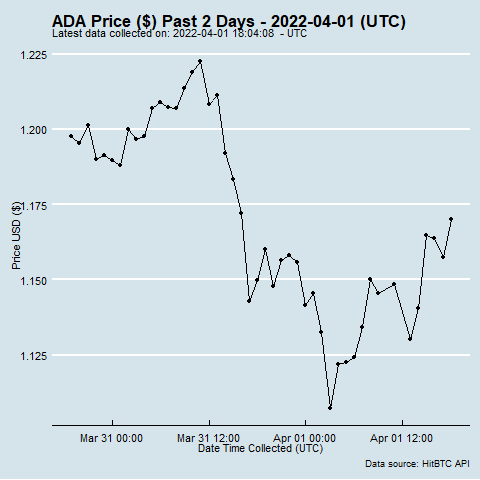 ADA Price ($) Past 2 Days - 2022-04-01 (UTC)
Latest data collected on: 2022-04-01 18:04:08 - UTC
1.225
1.200
1.175
1.150
1.125
Price USD ($)
Mar 31 00:00 Mar 31 12:00 Apr 01 00:00 Apr 01 12:00
Date Time Collected (UTC)
Data source: HitBTC API